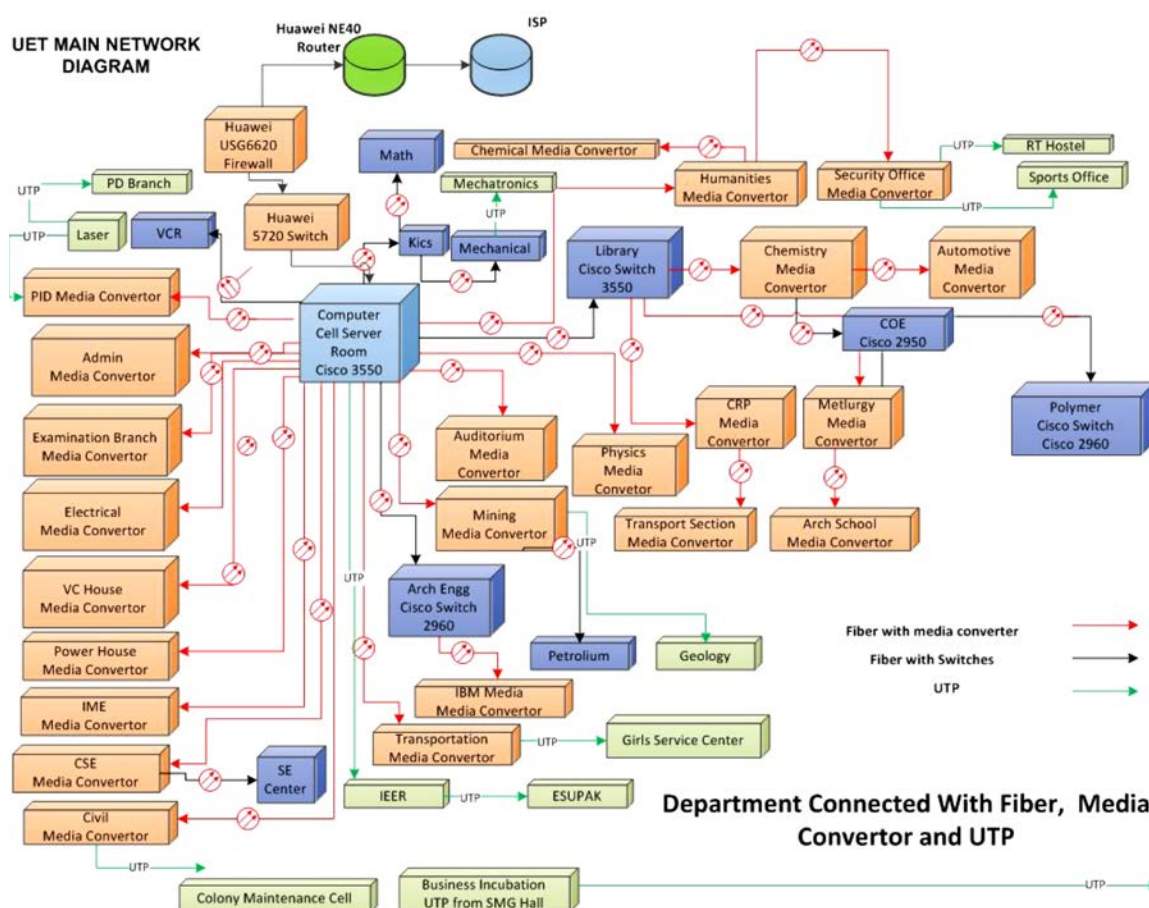 UET MAIN NETWORK
DIAGRAM
Huawei NE40
Router
ISP
Huawei
USG6620
Firewall
Huawei
5720 Switch
UTP
PD Branch
UTP
Laser
VCR
PID Media Convertor
Math
Kics
Mechanical
UTP
Mechatronics
Chemical Media Convertor
Humanities
Media Convertor
Security Office
Media Convertor
UTP
RT Hostel
UTP
Sports Office
Library
Cisco Switch
3550
Chemistry
Media
Convertor
Automotive
Media
Convertor
COE
Cisco 2950
Polymer
Cisco Switch
Cisco 2960
Computer
Cell Server
Room
Cisco 3550
Admin
Media Convertor
Examination Branch
Media Convertor
Electrical
Media Convertor
VC House
Media Convertor
Power House
Media Convertor
IME
Media Convertor
CSE
Media Convertor
SE
Center
Civil
Media Convertor
UTP
Colony Maintenance Cell
Auditorium
Media
Convertor
Physics
Media
Convetor
CRP
Media
Convertor
Metlurgy
Media
Convertor
Transport Section
Media Convertor
Arch School
Media Convertor
Mining
Media Convertor
UTP
UTP
Arch Engg
Cisco Switch
2960
Petrolium
Geology
IBM Media
Media Convertor
Transportation
Media Convertor
UTP
Girls Service Center
IEER
UTP
ESUPAK
Business Incubation
UTP from SMG Hall
UTP
Fiber with media converter
Fiber with Switches
UTP
Department Connected With Fiber, Media
Convertor and UTP